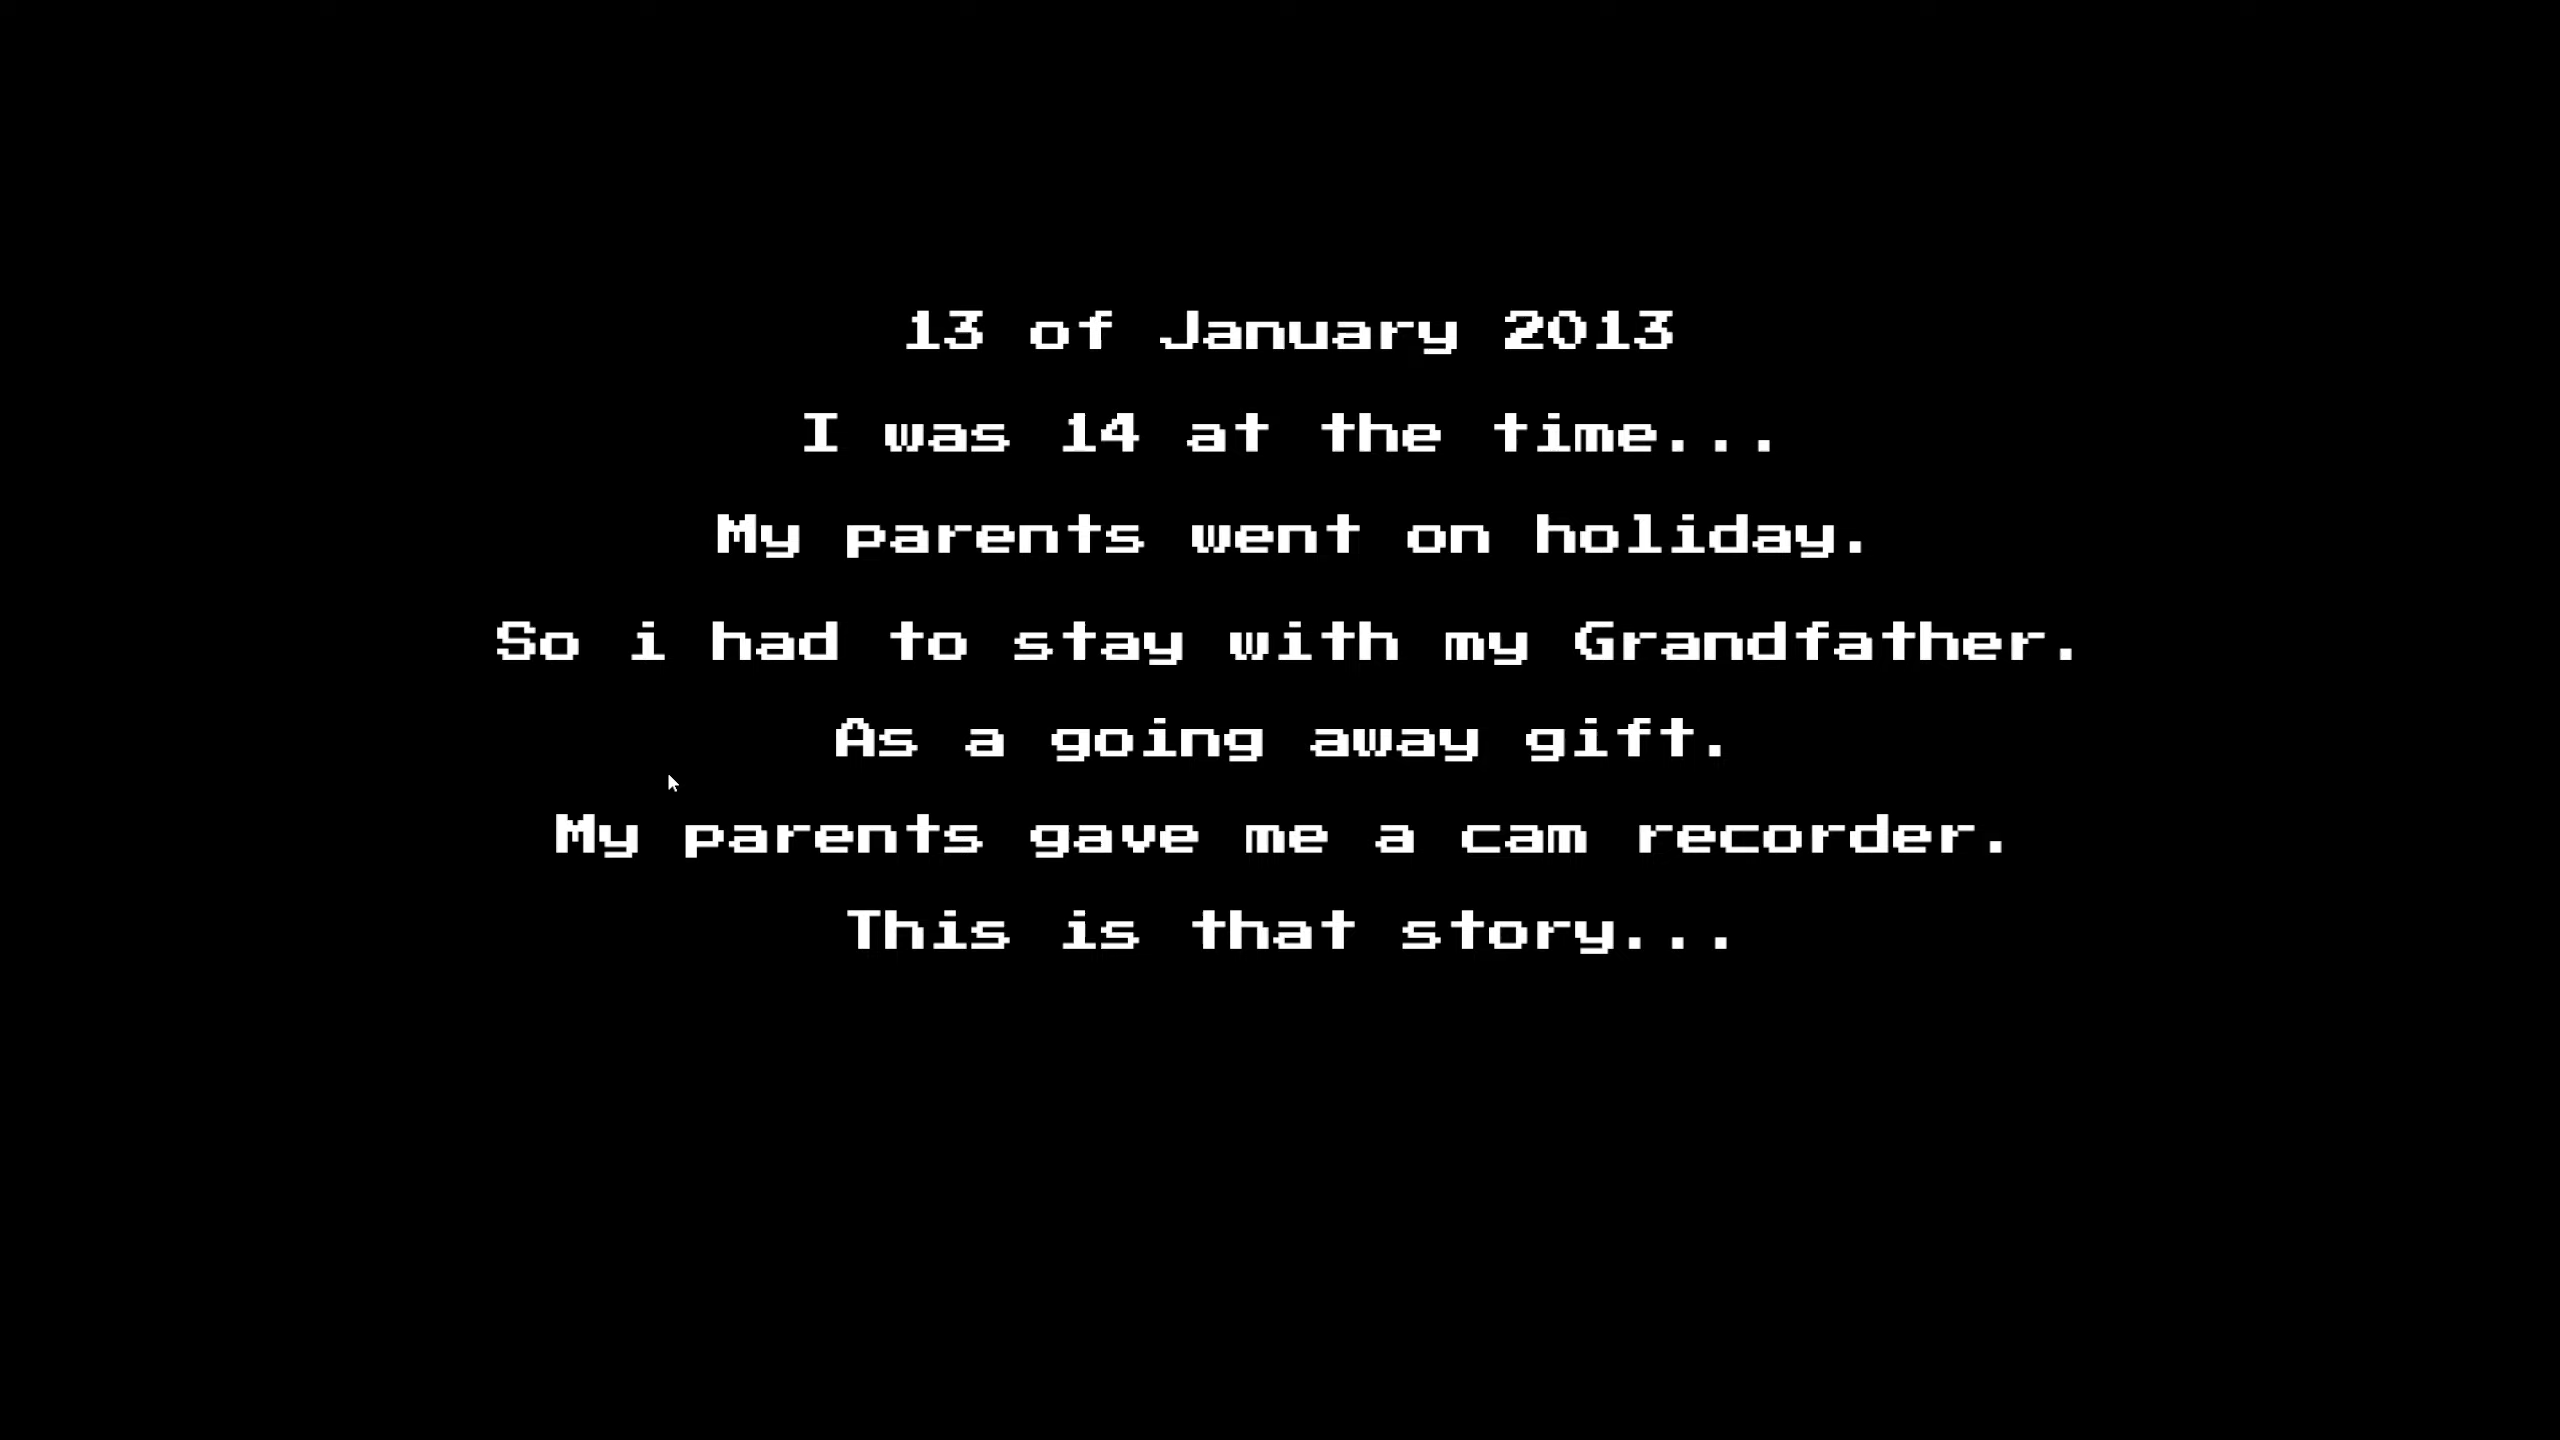 13 of January 2013
I was 14 at the time...
My parents went on holiday.
So i had to stay with my Grandfather.
As a going away gift.
My parents gave me a cam recorder.
This is that story...